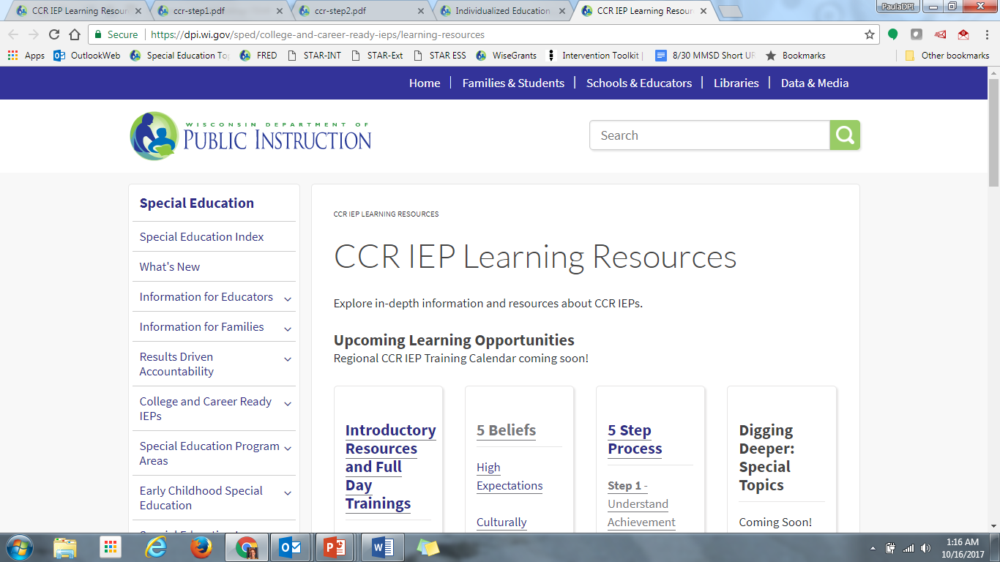 CCR IEP Learning Resour
ccr-step1.pdf
ccr-step2.pdf
Individualized Education
CCR IEP Learning Resour
PaulaDPI
Secure
https://dpi.wi.gov/sped/college-and-career-ready-ieps/learning-resources
Apps
OutlookWeb
Special Education To
FRED
STAR-INT
STAR-Ext
STAR ESS
WiseGrants
Intervention Toolkit |
8/30 MMSD Short UR
Bookmarks
Other bookmarks
Home
Families & Students
Schools & Educators
Libraries
Data & Media
WISCONSIN DEPARTMENT OF
PUBLIC INSTRUCTION
Search
Special Education
Special Education Index
What's New
Information for Educators
Information for Families
Results Driven
Accountability
College and Career Ready
IEPs
Special Education Program
Areas
Early Childhood Special
Education
CCR IEP LEARNING RESOURCES
CCR IEP Learning Resources
Explore in-depth information and resources about CCR IEPs.
Upcoming Learning Opportunities
Regional CCR IEP Training Calendar coming soon!
Introductory
Resources
and Full
Day
Trainings
5 Beliefs
High
Expectations
Culturally
5 Step
Process
Step 1 -
Understand
Achievement
Digging
Deeper:
Special
Topics
Coming Soon!
1:16 AM
10/16/2017